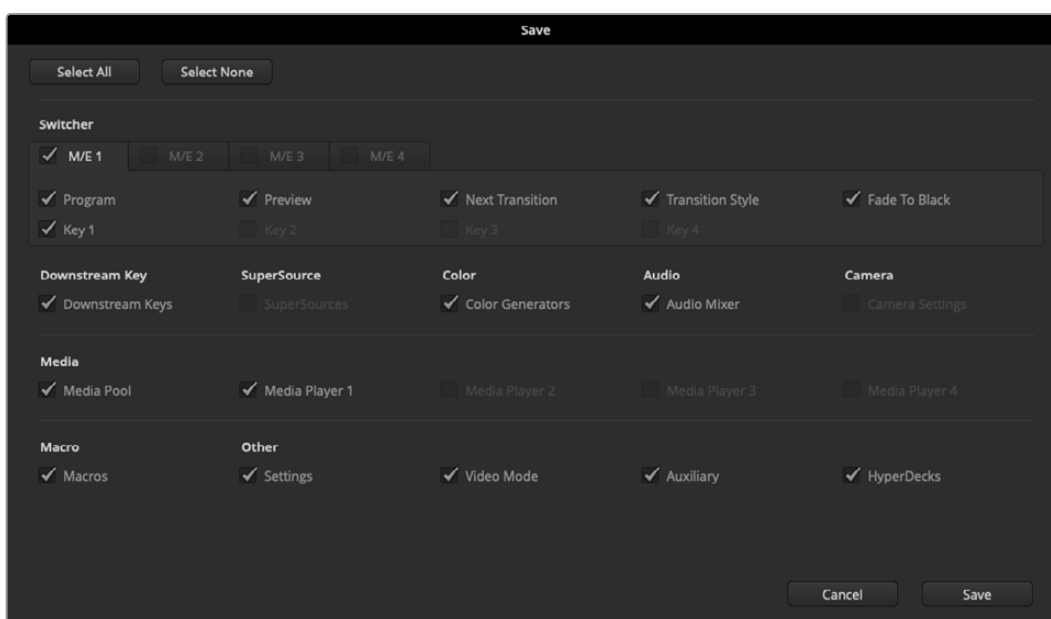 Save
Select All Select None
Switcher
M/E 1 M/E 2 M/E 3 M/E 4
Program Preview Next Transition Transition Style Fade To Black
Key 1 Key 2 Key 3 Key 4
Downstream Key SuperSource Color Audio Camera
Downstream Keys SuperSources Color Generators Audio Mixer Camera Settings
Media
Media Pool Media Player 1 Media Player 2 Media Player 3 Media Player 4
Macro Other
Macros Settings Video Mode Auxiliary HyperDecks
Cancel Save